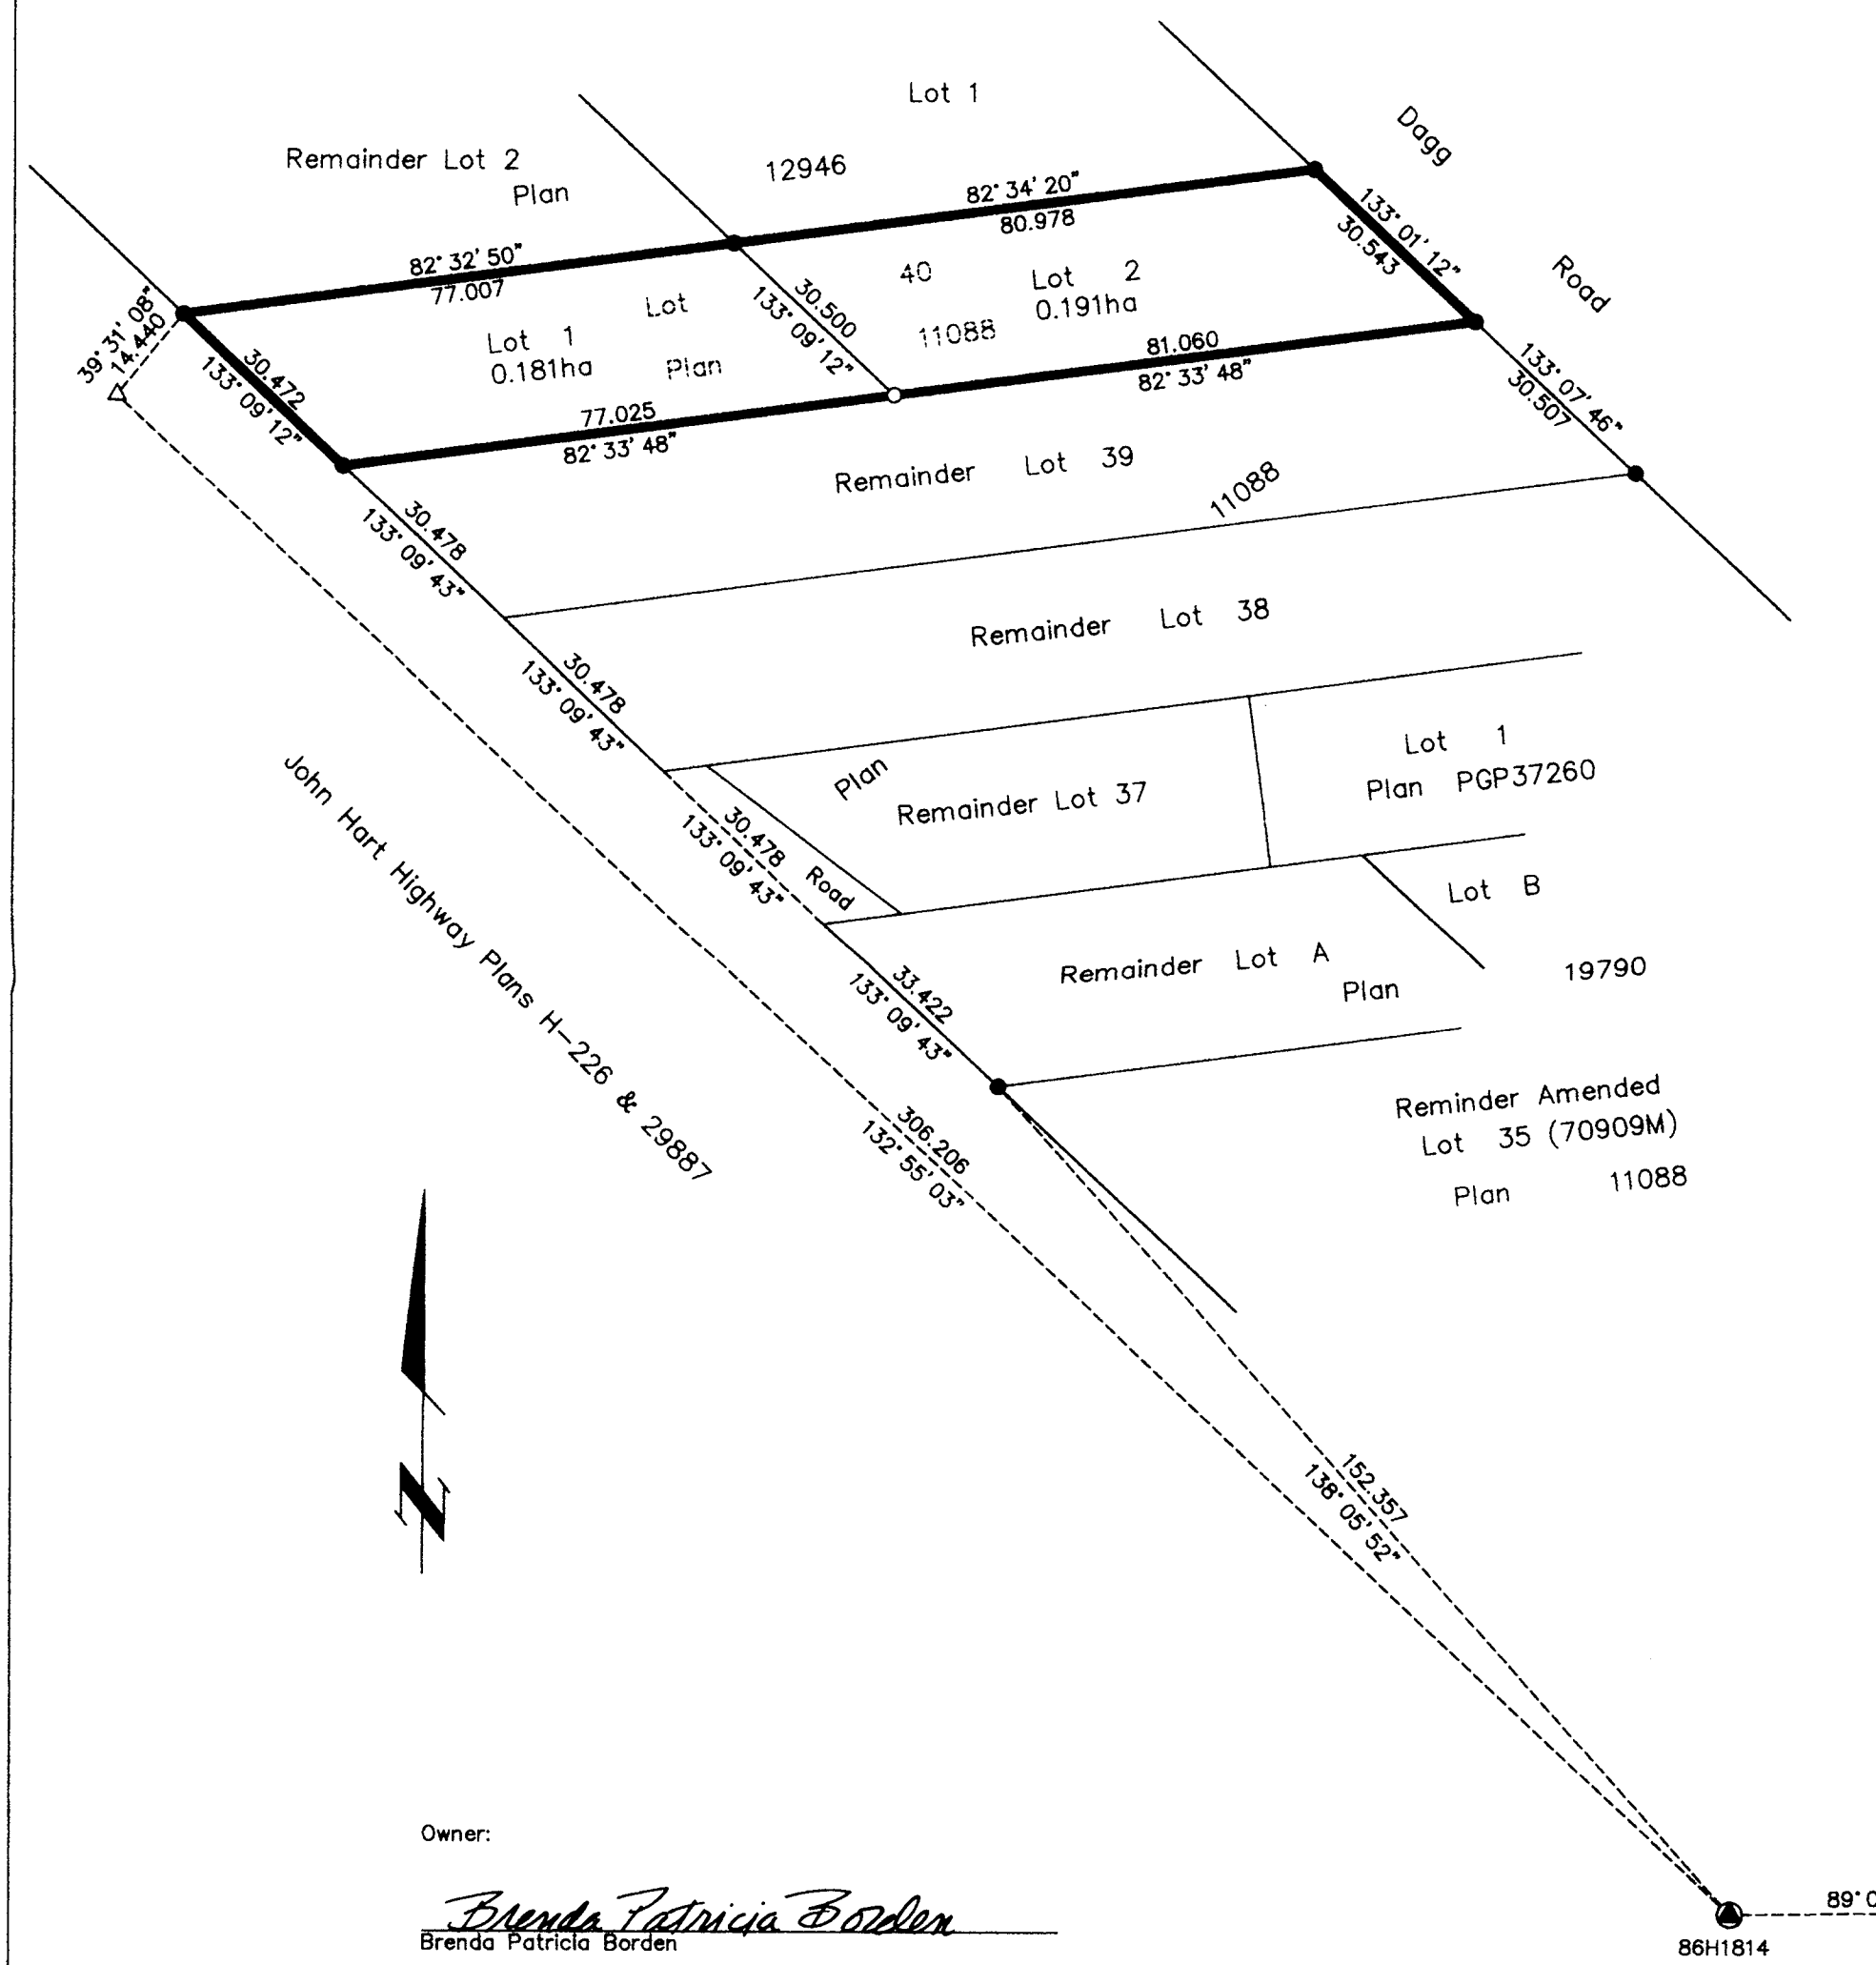 Lot 1
Dagg
Road
Remainder Lot 2
Plan
12946
82° 34' 20"
80.978
133° 01' 12"
30.543
82° 32' 50"
77.007
39° 31' 08"
14.440
30.472
133° 09' 12"
Lot
Lot 1
0.181ha
Plan
30.500
133° 09' 12"
40
Lot 2
0.191ha
11088
81.060
82° 33' 48"
77.025
82° 33' 48"
133° 07' 46"
30.507
Remainder Lot 39
11088
30.478
133° 09' 43"
Remainder Lot 38
30.478
133° 09' 43"
Plan
Remainder Lot 37
Lot 1
Plan PGP37260
30.478
133° 09' 43"
Road
Lot B
Remainder Lot A
Plan
19790
33.422
133° 09' 43"
John Hart Highway Plans H-226 & 29887
306.206
132° 55' 03"
Reminder Amended
Lot 35 (70909M)
Plan 11088
N
152.357
138° 05' 52"
Owner:
Brenda Patricia Borden
Brenda Patricia Borden
89° 0
86H1814